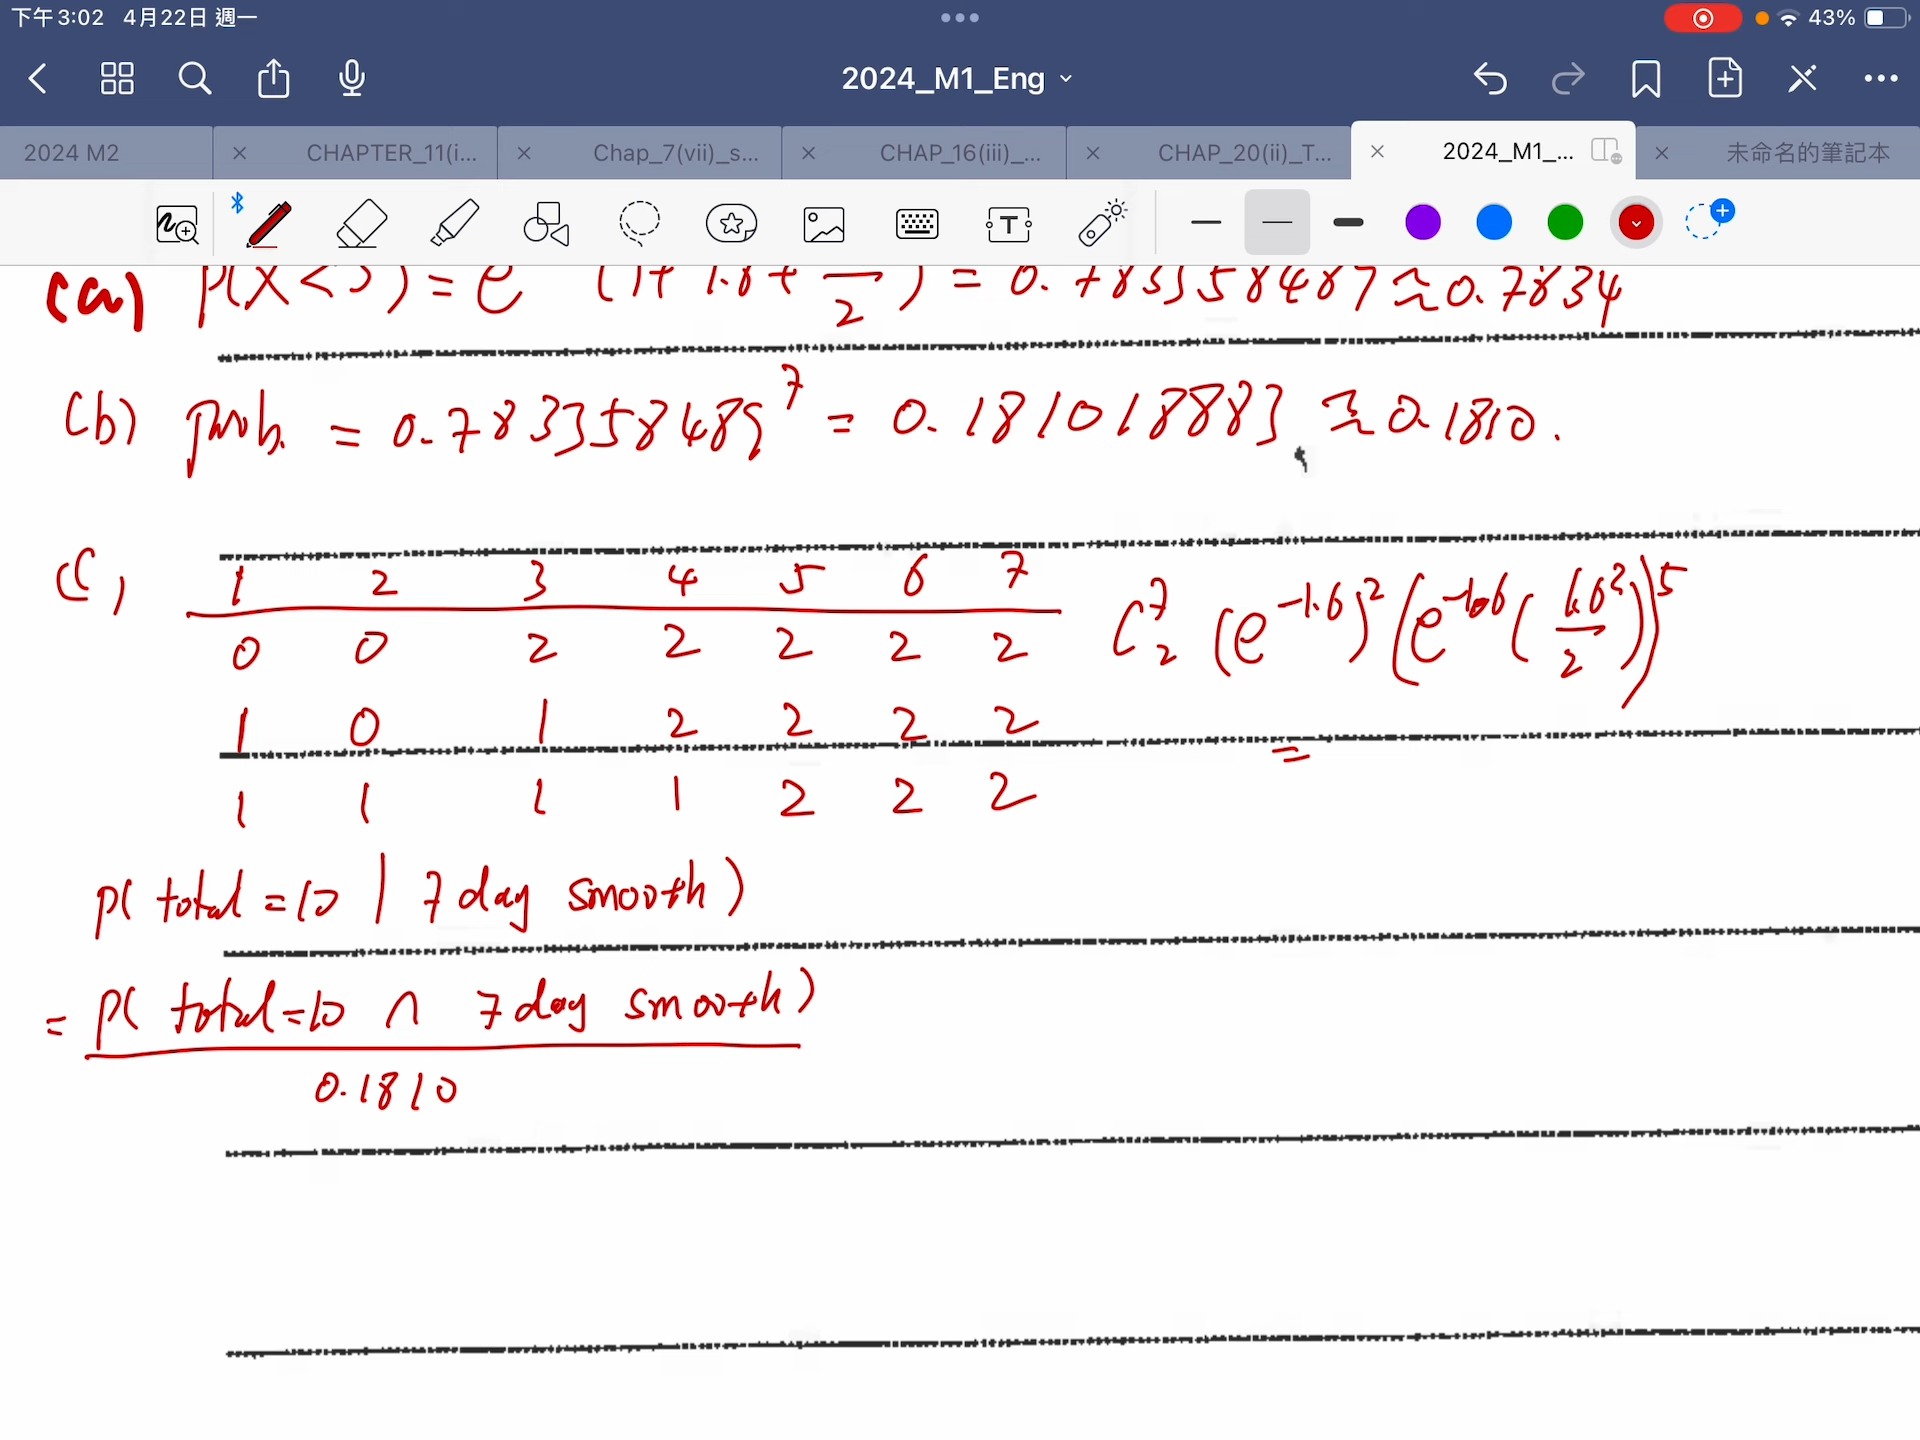 下午3:02 4月22日 週一
43%
2024_M1_Eng
2024 M2
CHAPTER_11(i...
Chap_7(vii)_s...
CHAP_16(iii)_...
CHAP_20(ii)_T...
2024_M1_...
未命名的筆記本
(a) P(X<3) = e (1+1.6+ /2) = 0.783358489 ≈ 0.7834
(b) prob. = 0.783358489^7 = 0.181018883 ≈ 0.1810.
(c) 1 2 3 4 5 6 7
0 0 2 2 2 2 2 C^7_2 (e^-1.6)^2 (e^-1.6 (1.6^2/2))^5
1 0 1 2 2 2 2 =
1 1 1 1 2 2 2
P( total = 10 | 7 day smooth )
= P( total = 10 ∩ 7 day smooth )
0.1810